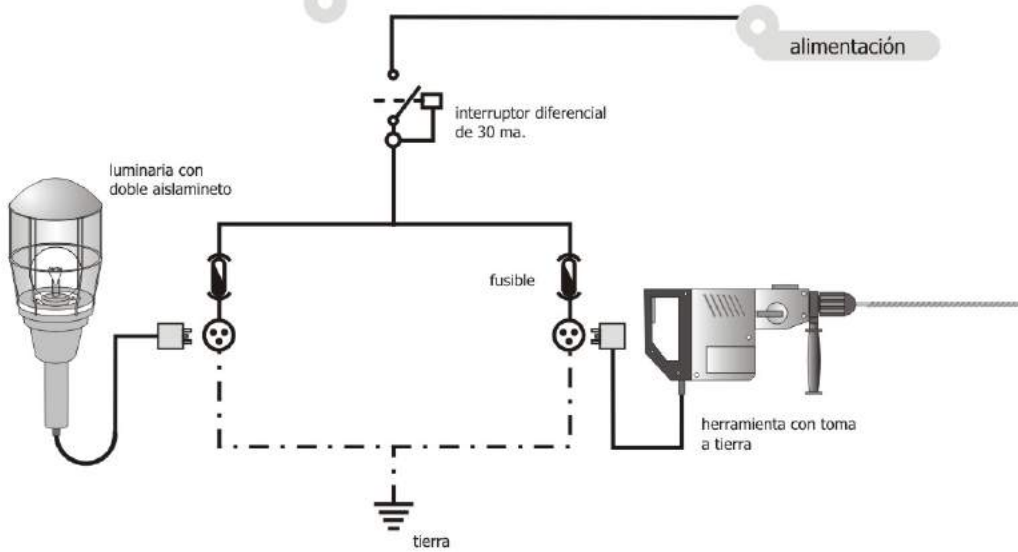 alimentación
interruptor diferencial
de 30 ma.
luminaria con
doble aislamineto
fusible
herramienta con toma
a tierra
tierra